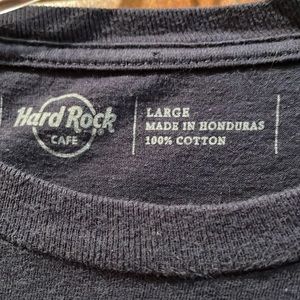 Hard Rock
CAFE
LARGE
MADE IN HONDURAS
100% COTTON